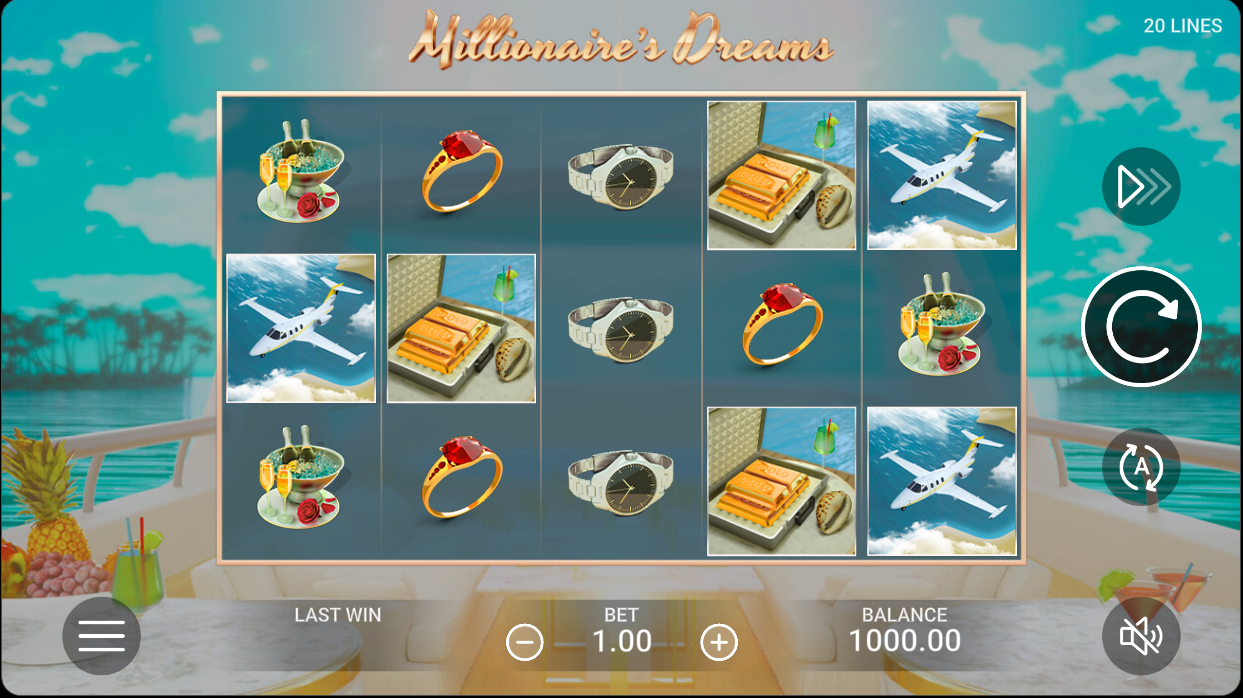 Millionaire's Dreams
20 LINES
A
LAST WIN
BET
1.00
BALANCE
1000.00